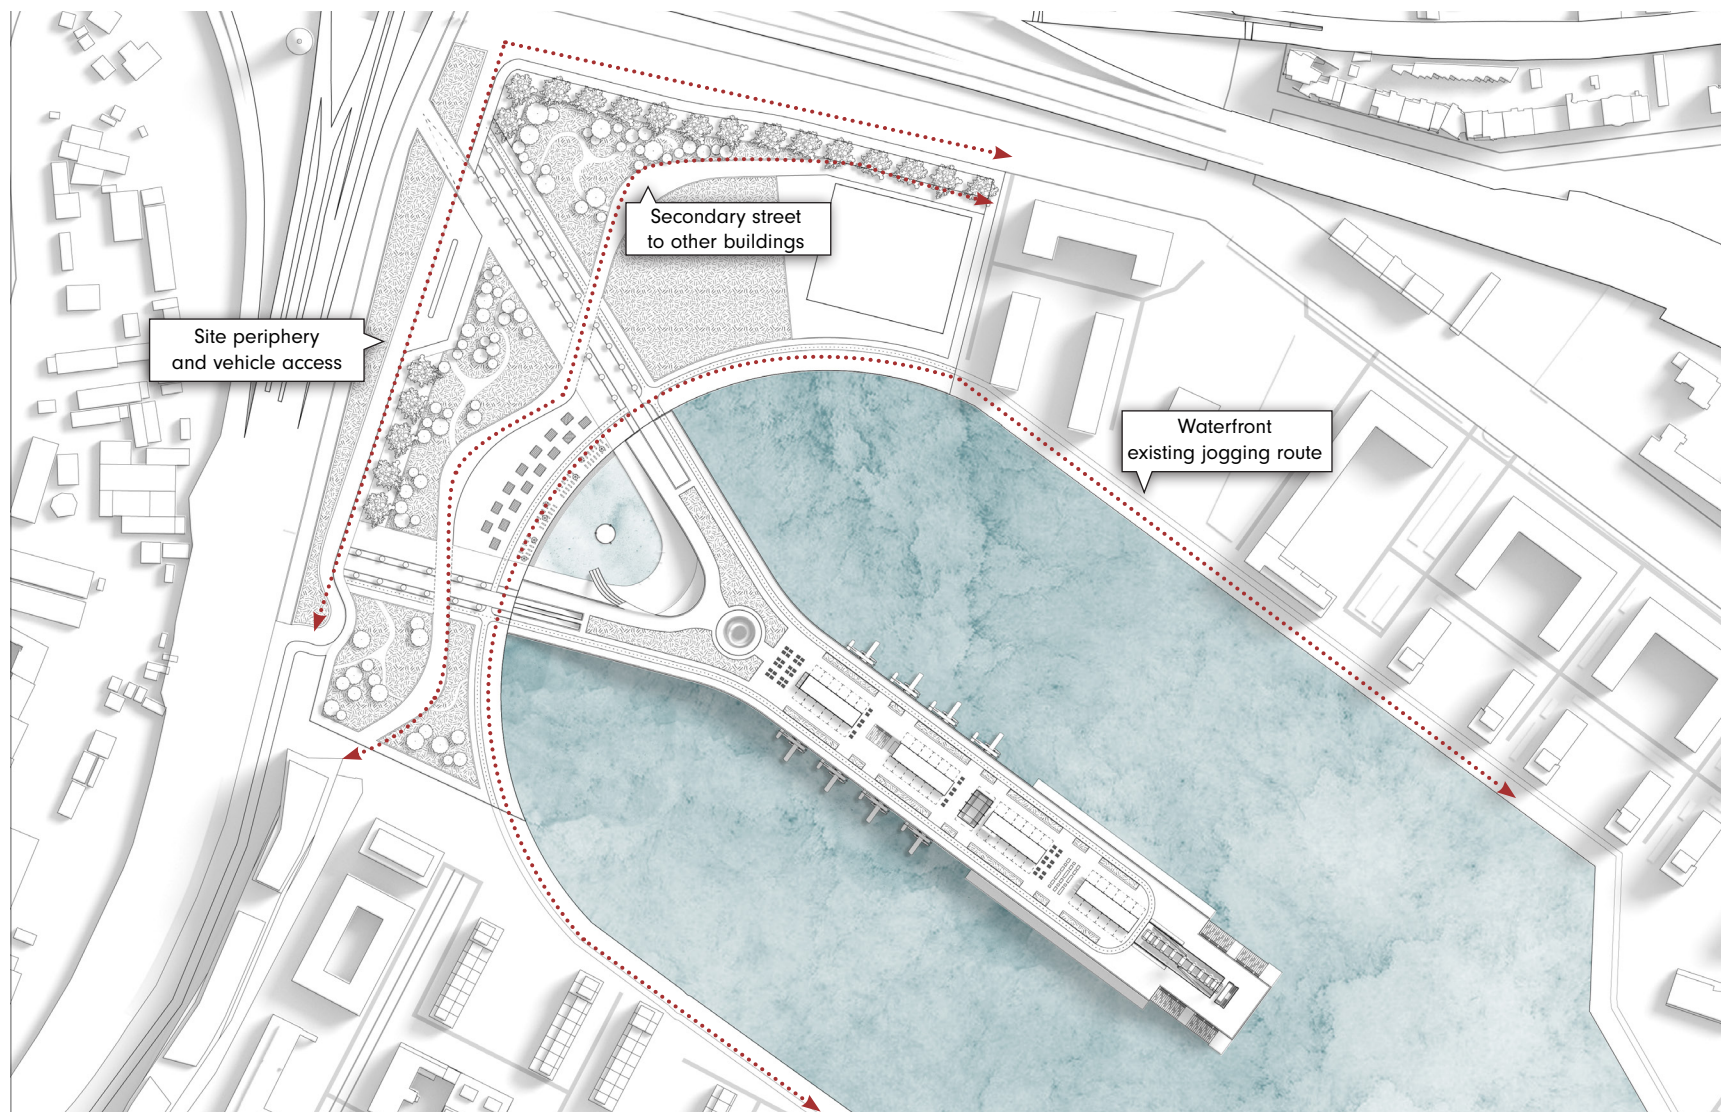 Secondary street
to other buildings
Site periphery
and vehicle access
Waterfront
existing jogging route